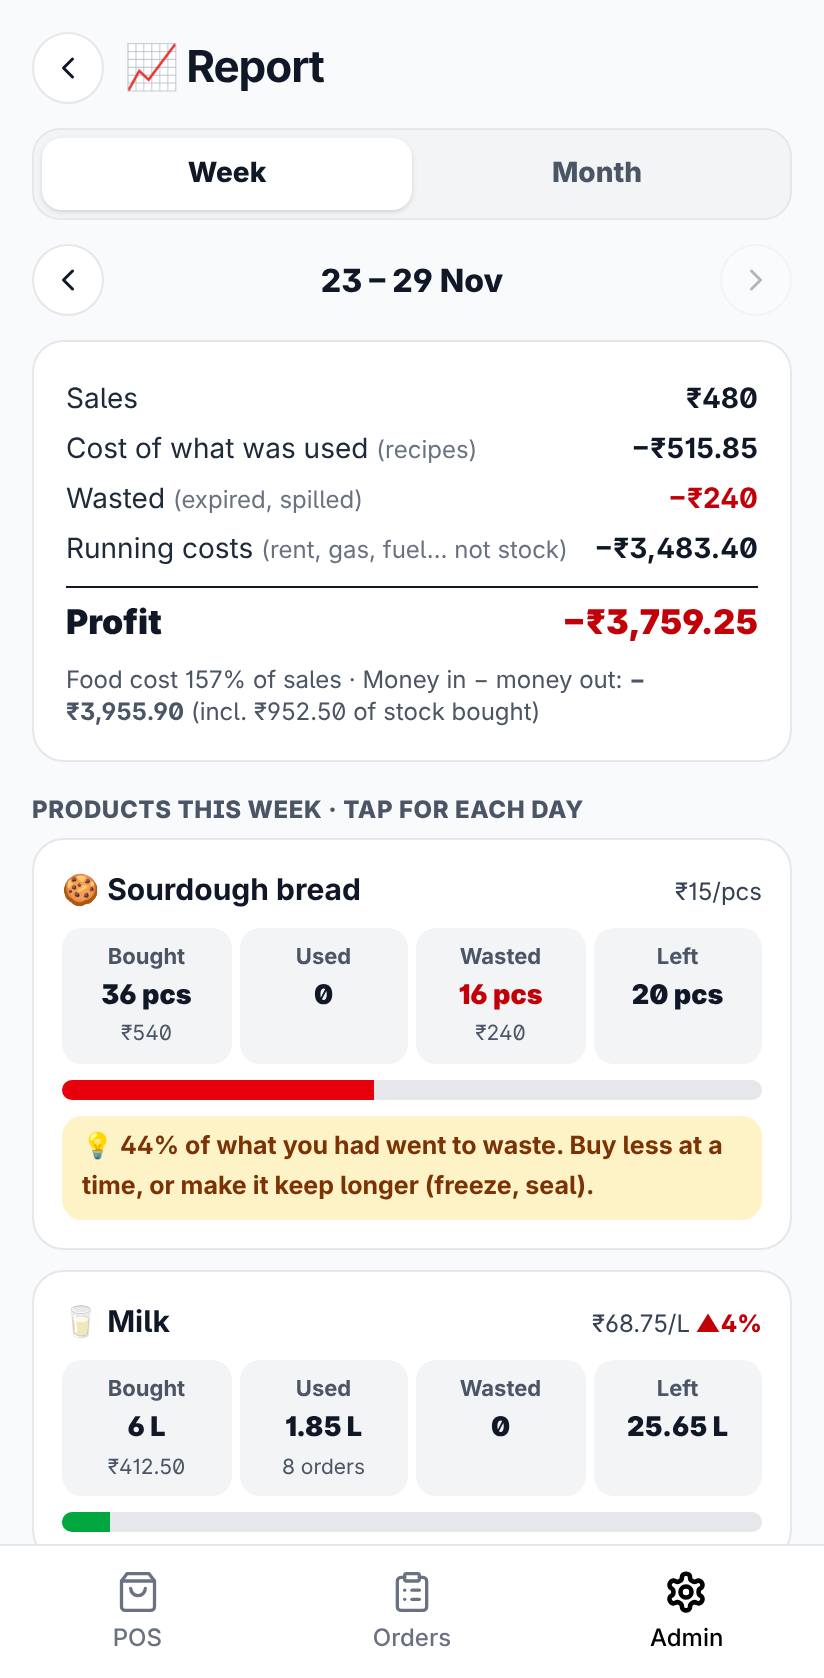 Report
Week
Month
23 – 29 Nov
Sales ₹480
Cost of what was used (recipes) −₹515.85
Wasted (expired, spilled) −₹240
Running costs (rent, gas, fuel... not stock) −₹3,483.40
Profit −₹3,759.25
Food cost 157% of sales · Money in − money out: −
₹3,955.90 (incl. ₹952.50 of stock bought)
PRODUCTS THIS WEEK · TAP FOR EACH DAY
Sourdough bread ₹15/pcs
Bought Used Wasted Left
36 pcs 0 16 pcs 20 pcs
₹540 ₹240
44% of what you had went to waste. Buy less at a
time, or make it keep longer (freeze, seal).
Milk ₹68.75/L ▲4%
Bought Used Wasted Left
6 L 1.85 L 0 25.65 L
₹412.50 8 orders
POS Orders Admin